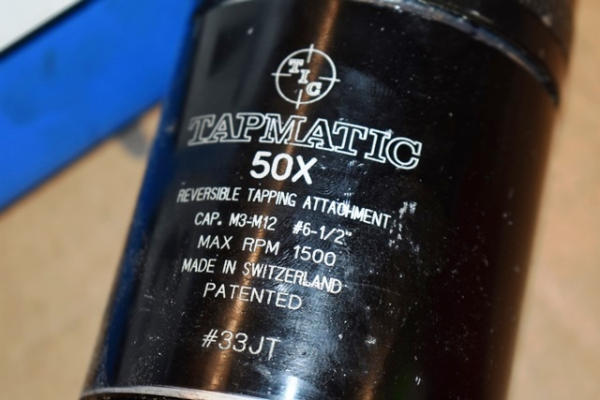 TIC
TAPMATIC
50X
REVERSIBLE TAPPING ATTACHMENT
CAP. M3-M12 #6-1/2"
MAX RPM 1500
MADE IN SWITZERLAND
PATENTED
#33JT